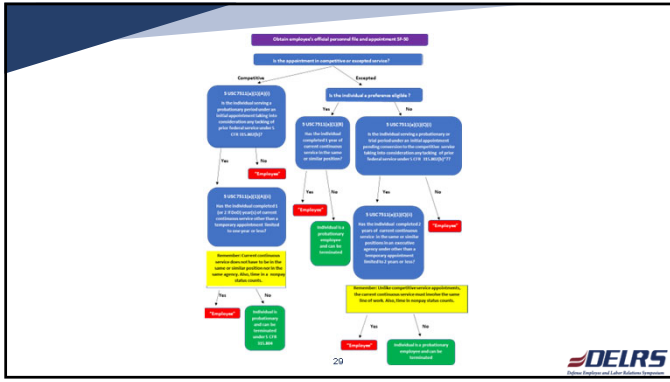 Obtain employee's official personnel file and appointment SF-50
Is the appointment in competitive or excepted service?
Competitive
Excepted
5 USC 7511(a)(1)(A)(i)
Is the individual serving a
probationary period under an
initial appointment taking into
consideration any tacking of
prior federal service under 5
CFR 315.802(b)?
Is the individual a preference eligible ?
Yes
No
5 USC 7511(a)(1)(B)
Has the individual
completed 1 year of
current continuous
service in the same
or similar position?
5 USC 7511(a)(1)(C)(i)
Is the individual serving a probationary or
trial period under an initial appointment
pending conversion in the competitive service
taking into consideration any tacking of prior
federal service under 5 CFR 315.802(b)"??
Yes
No
"Employee"
5 USC 7511(a)(1)(A)(ii)
Has the individual completed 1
(or 2 if DoD) year(s) of current
continuous service other than a
temporary appointment limited
to one year or less?
Yes
No
"Employee"
Individual is a
probationary
employee
and can be
terminated
Yes
No
5 USC 7511(a)(1)(C)(ii)
Has the individual completed 2
years of current continuous
service in the same or similar
positions in an executive
agency under other than a
temporary appointment
limited to 2 years or less?
"Employee"
Remember: Current continuous
service does not have to be in the
same or similar position nor in the
same agency. Also, time in a nonpay
status counts.
Remember: Unlike competitive service appointments,
the current continuous service must involve the same
line of work. Also, time in nonpay status counts.
Yes
No
"Employee"
Individual is
probationary
and can be
terminated
under 5 CFR
315.804
Yes
No
"Employee"
Individual is a probationary
employee and can be
terminated
29
DELRS
Defense Employee and Labor Relations Symposium